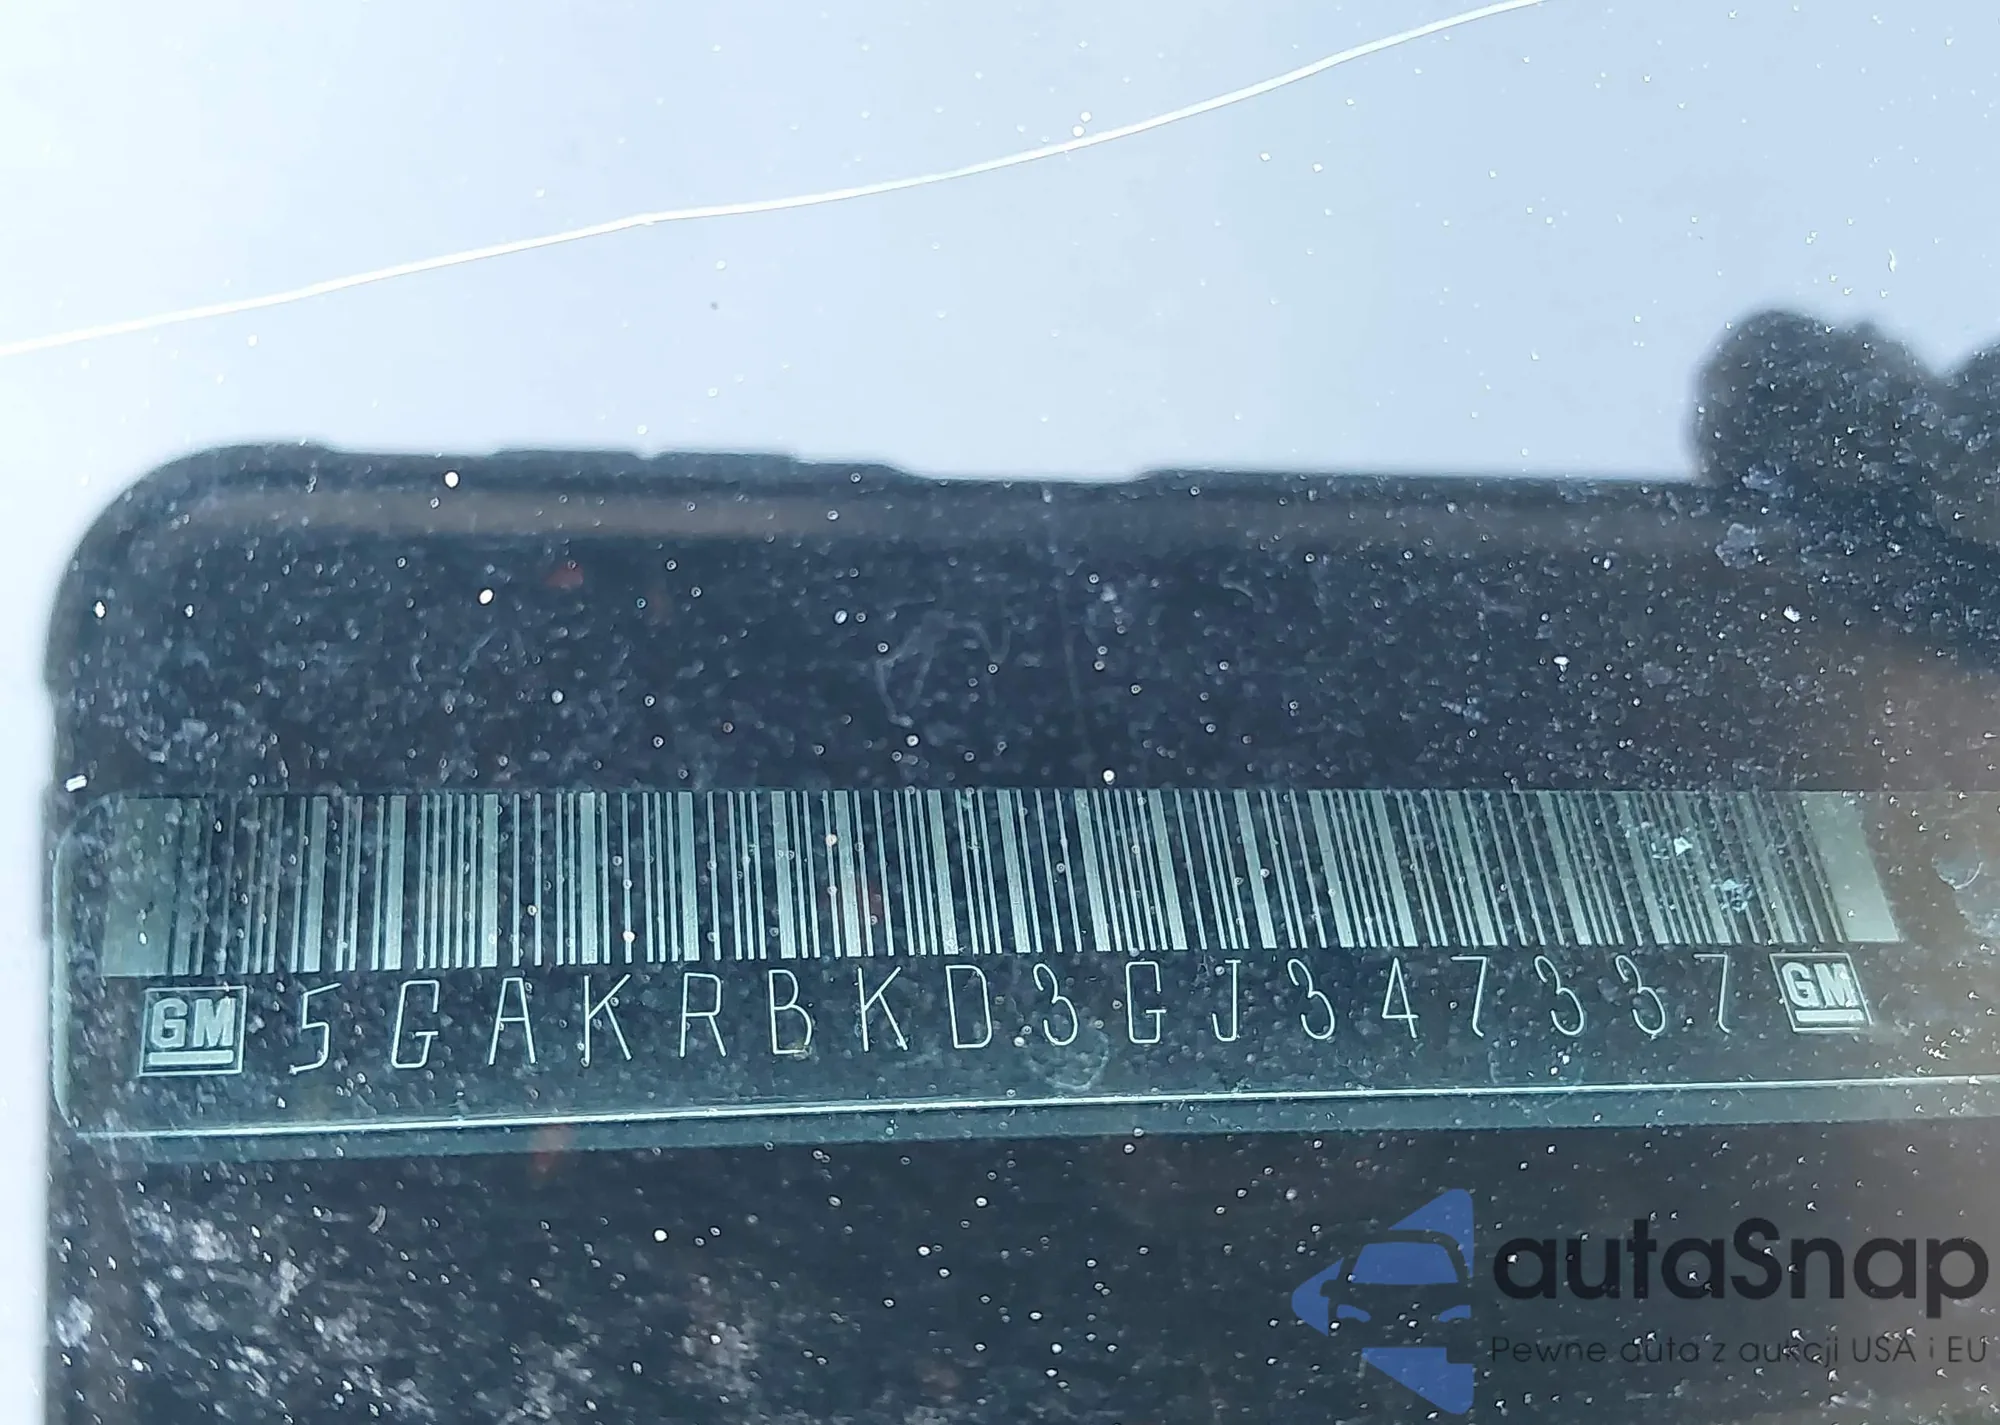 GM 5GAKRBKD3GJ347337 GM
autaSnap
Pewne auta z aukcji USA i EU